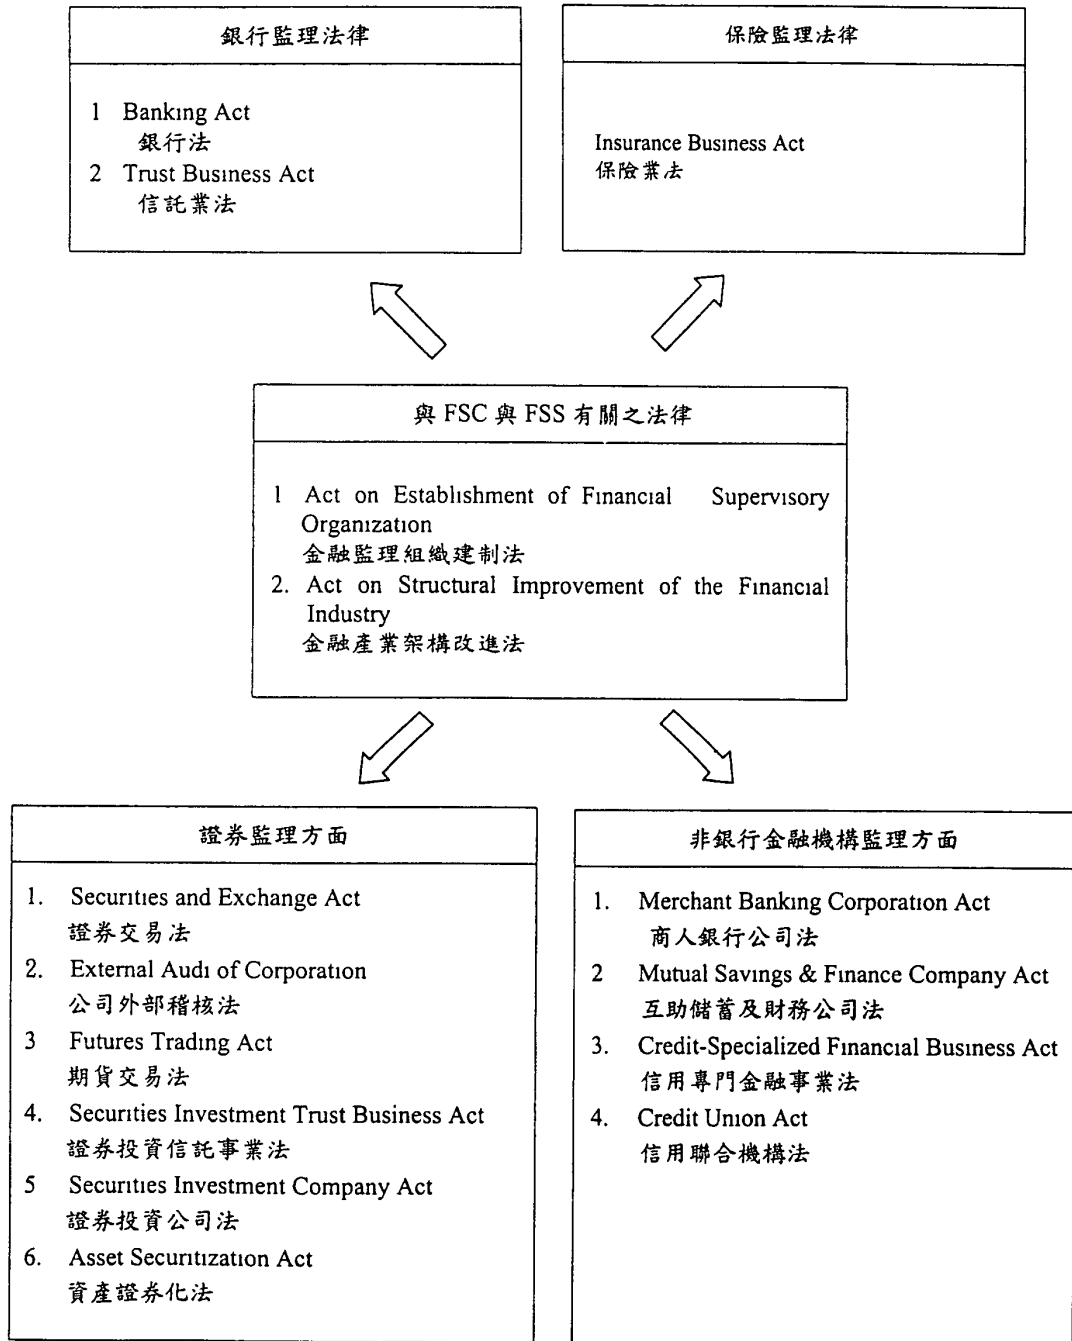 銀行監理法律
1 Banking Act
銀行法
2 Trust Business Act
信託業法
保險監理法律
Insurance Business Act
保險業法
與 FSC 與 FSS 有關之法律
1 Act on Establishment of Financial Supervisory
Organization
金融監理組織建制法
2. Act on Structural Improvement of the Financial
Industry
金融產業架構改進法
證券監理方面
1. Securities and Exchange Act
證券交易法
2. External Audi of Corporation
公司外部稽核法
3 Futures Trading Act
期貨交易法
4. Securities Investment Trust Business Act
證券投資信託事業法
5 Securities Investment Company Act
證券投資公司法
6. Asset Securitization Act
資產證券化法
非銀行金融機構監理方面
1. Merchant Banking Corporation Act
商人銀行公司法
2 Mutual Savings & Finance Company Act
互助儲蓄及財務公司法
3. Credit-Specialized Financial Business Act
信用專門金融事業法
4. Credit Union Act
信用聯合機構法